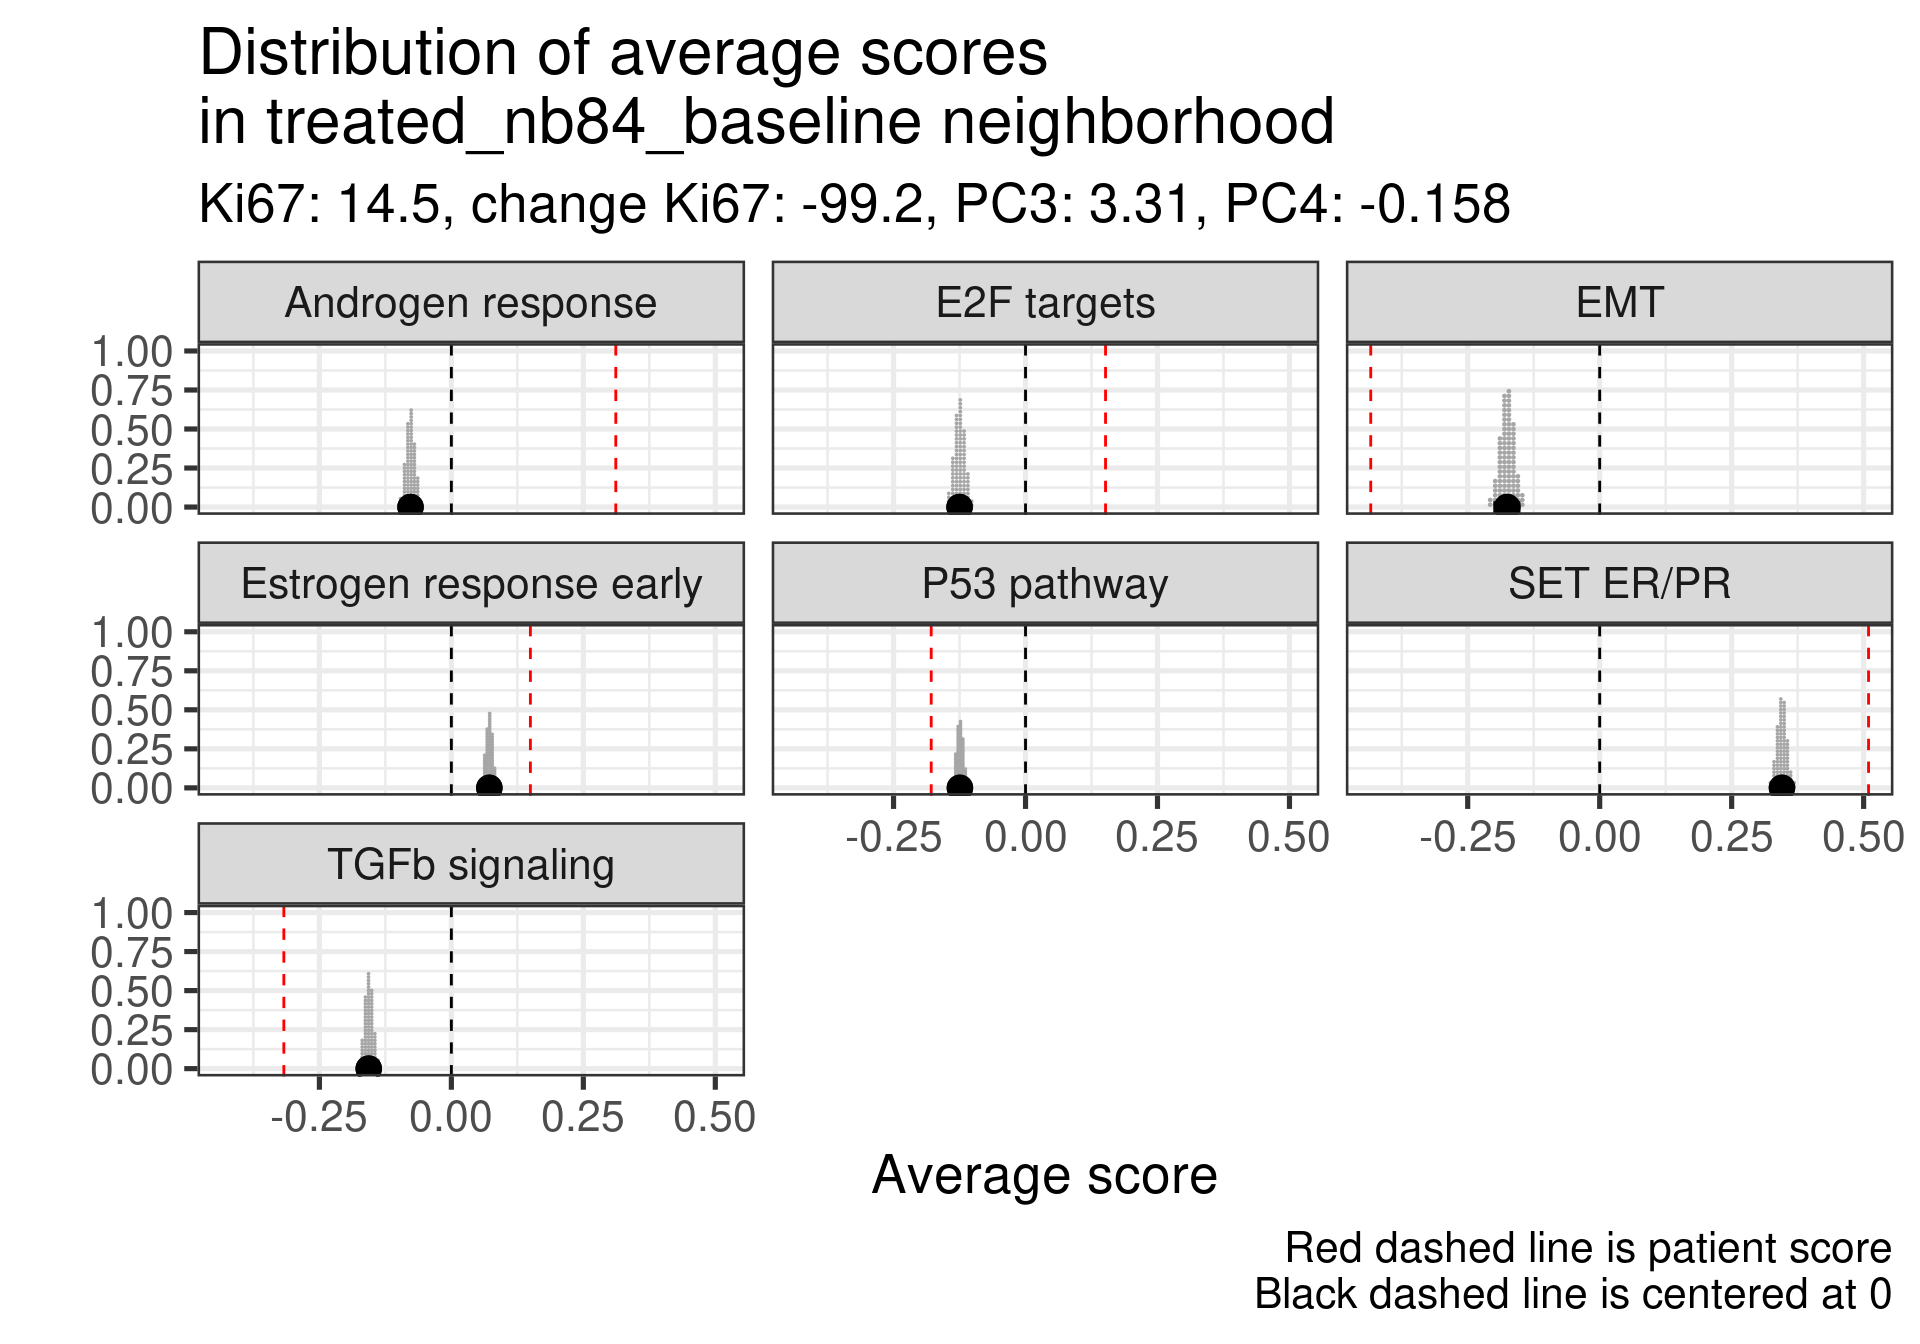 Distribution of average scores
in treated_nb84_baseline neighborhood
Ki67: 14.5, change Ki67: -99.2, PC3: 3.31, PC4: -0.158
Androgen response
E2F targets
EMT
1.00
0.75
0.50
0.25
0.00
Estrogen response early
P53 pathway
SET ER/PR
1.00
0.75
0.50
0.25
0.00
-0.25 0.00 0.25 0.50
-0.25 0.00 0.25 0.50
TGFb signaling
1.00
0.75
0.50
0.25
0.00
-0.25 0.00 0.25 0.50
Average score
Red dashed line is patient score
Black dashed line is centered at 0